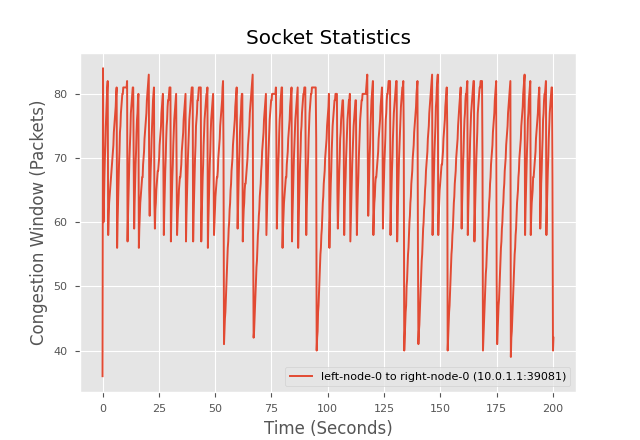 Socket Statistics
Congestion Window (Packets)
80
70
60
50
40
left-node-0 to right-node-0 (10.0.1.1:39081)
0 25 50 75 100 125 150 175 200
Time (Seconds)